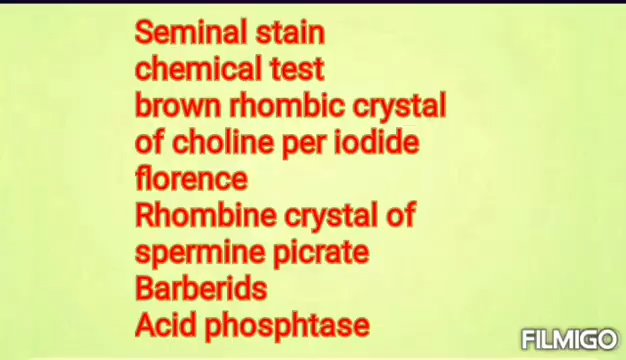 Seminal stain
chemical test
brown rhombic crystal
of choline per iodide
florence
Rhombine crystal of
spermine picrate
Barberids
Acid phosphtase
FILMIGO